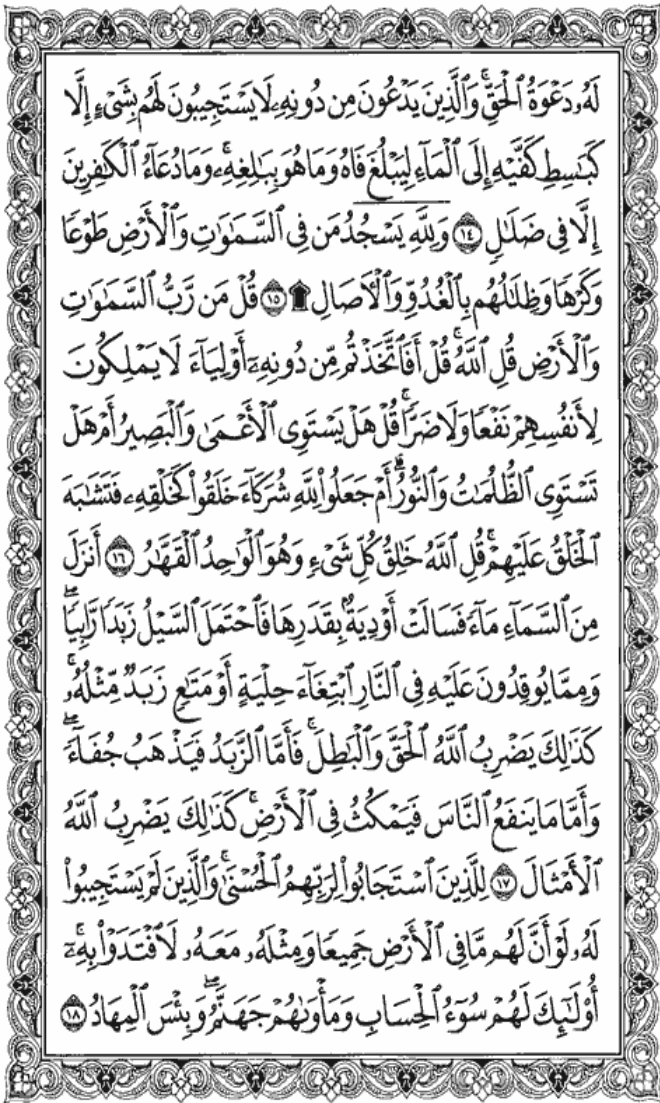 لَهُۥ دَعْوَةُ ٱلْحَقِّۚ وَٱلَّذِينَ يَدْعُونَ مِن دُونِهِۦ لَا يَسْتَجِيبُونَ لَهُم بِشَىْءٍ إِلَّا
كَبَـٰسِطِ كَفَّيْهِ إِلَى ٱلْمَآءِ لِيَبْلُغَ فَاهُ وَمَا هُوَ بِبَـٰلِغِهِۦۚ وَمَا دُعَآءُ ٱلْكَـٰفِرِينَ
إِلَّا فِى ضَلَـٰلٍ ۝١٤ وَلِلَّهِ يَسْجُدُ مَن فِى ٱلسَّمَـٰوَٰتِ وَٱلْأَرْضِ طَوْعًا
وَكَرْهًا وَظِلَـٰلُهُم بِٱلْغُدُوِّ وَٱلْـَٔاصَالِ ۩ ۝١٥ قُلْ مَن رَّبُّ ٱلسَّمَـٰوَٰتِ
وَٱلْأَرْضِ قُلِ ٱللَّهُۚ قُلْ أَفَٱتَّخَذْتُم مِّن دُونِهِۦٓ أَوْلِيَآءَ لَا يَمْلِكُونَ
لِأَنفُسِهِمْ نَفْعًا وَلَا ضَرًّاۚ قُلْ هَلْ يَسْتَوِى ٱلْأَعْمَىٰ وَٱلْبَصِيرُ أَمْ هَلْ
تَسْتَوِى ٱلظُّلُمَـٰتُ وَٱلنُّورُۗ أَمْ جَعَلُوا۟ لِلَّهِ شُرَكَآءَ خَلَقُوا۟ كَخَلْقِهِۦ فَتَشَـٰبَهَ
ٱلْخَلْقُ عَلَيْهِمْۚ قُلِ ٱللَّهُ خَـٰلِقُ كُلِّ شَىْءٍ وَهُوَ ٱلْوَٰحِدُ ٱلْقَهَّـٰرُ ۝١٦ أَنزَلَ
مِنَ ٱلسَّمَآءِ مَآءً فَسَالَتْ أَوْدِيَةٌۢ بِقَدَرِهَا فَٱحْتَمَلَ ٱلسَّيْلُ زَبَدًا رَّابِيًاۖ
وَمِمَّا يُوقِدُونَ عَلَيْهِ فِى ٱلنَّارِ ٱبْتِغَآءَ حِلْيَةٍ أَوْ مَتَـٰعٍ زَبَدٌ مِّثْلُهُۥۚ
كَذَٰلِكَ يَضْرِبُ ٱللَّهُ ٱلْحَقَّ وَٱلْبَـٰطِلَۚ فَأَمَّا ٱلزَّبَدُ فَيَذْهَبُ جُفَآءًۖ
وَأَمَّا مَا يَنفَعُ ٱلنَّاسَ فَيَمْكُثُ فِى ٱلْأَرْضِۚ كَذَٰلِكَ يَضْرِبُ ٱللَّهُ
ٱلْأَمْثَالَ ۝١٧ لِلَّذِينَ ٱسْتَجَابُوا۟ لِرَبِّهِمُ ٱلْحُسْنَىٰۚ وَٱلَّذِينَ لَمْ يَسْتَجِيبُوا۟
لَهُۥ لَوْ أَنَّ لَهُم مَّا فِى ٱلْأَرْضِ جَمِيعًا وَمِثْلَهُۥ مَعَهُۥ لَٱفْتَدَوْا۟ بِهِۦٓۚ
أُو۟لَـٰٓئِكَ لَهُمْ سُوٓءُ ٱلْحِسَابِ وَمَأْوَىٰهُمْ جَهَنَّمُۖ وَبِئْسَ ٱلْمِهَادُ ۝١٨